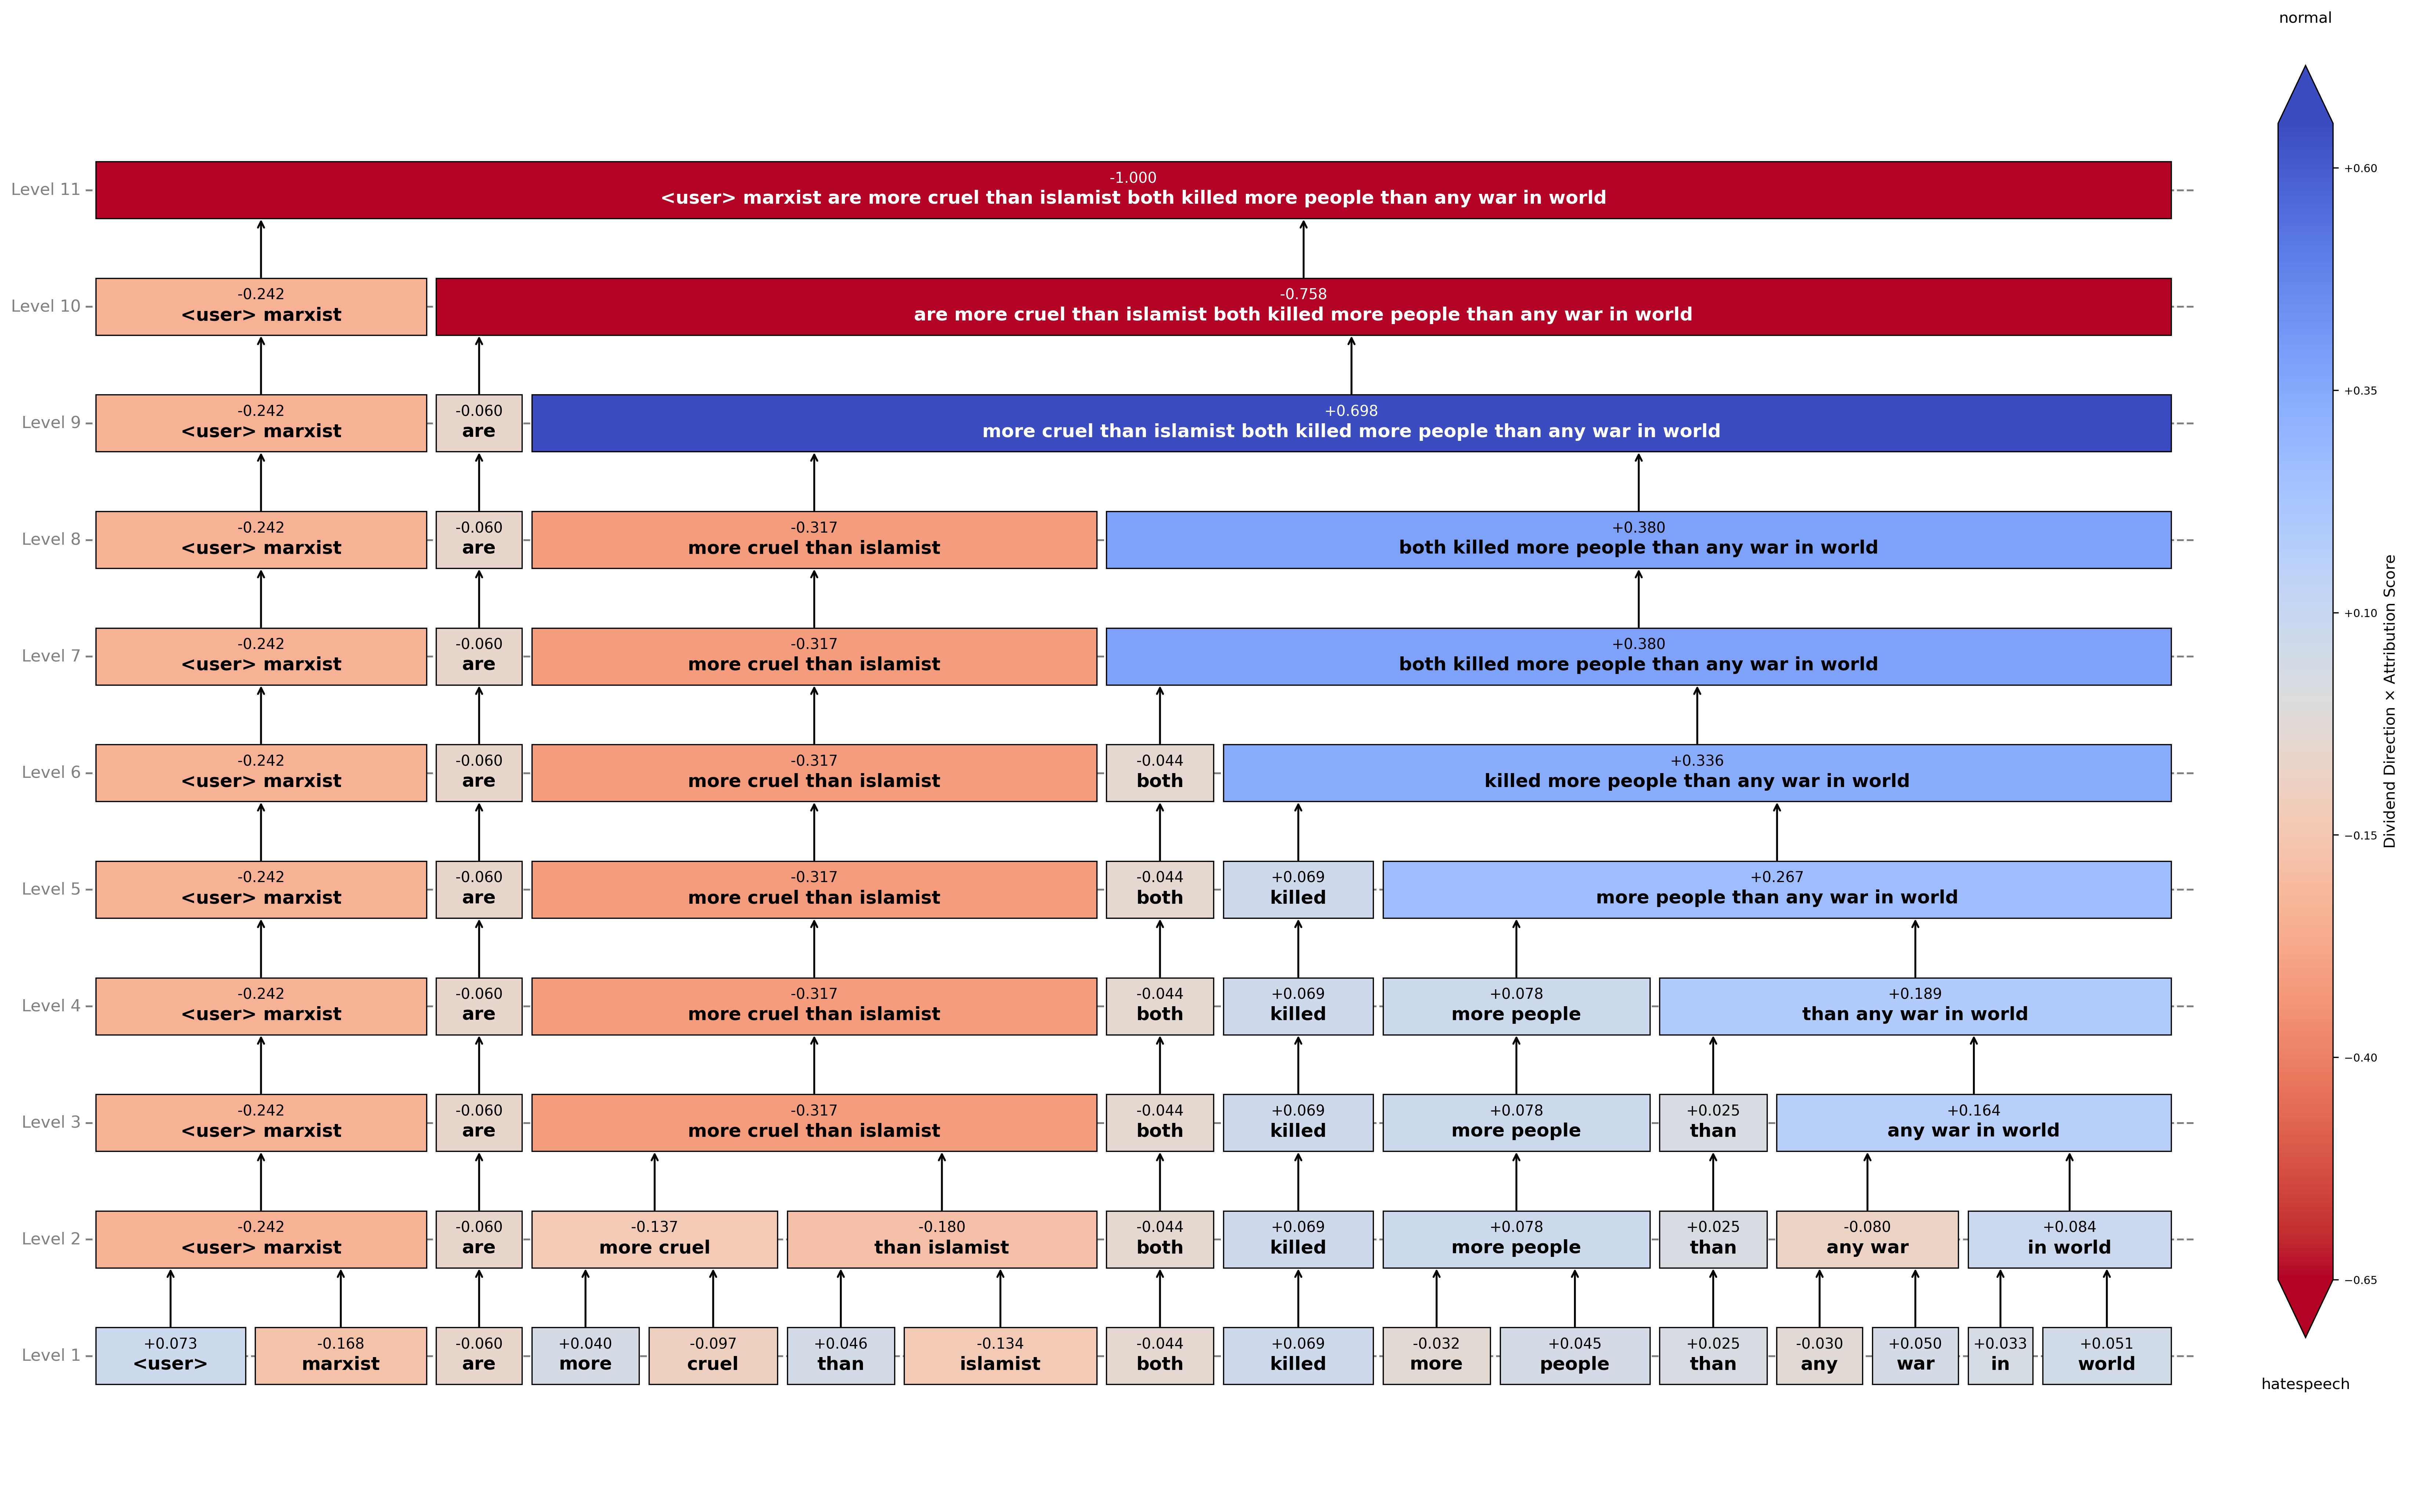 normal
Level 11
-1.000
<user> marxist are more cruel than islamist both killed more people than any war in world
Level 10
-0.242
<user> marxist
-0.758
are more cruel than islamist both killed more people than any war in world
Level 9
-0.242
<user> marxist
-0.060
are
+0.698
more cruel than islamist both killed more people than any war in world
Level 8
-0.242
<user> marxist
-0.060
are
-0.317
more cruel than islamist
+0.380
both killed more people than any war in world
Level 7
-0.242
<user> marxist
-0.060
are
-0.317
more cruel than islamist
+0.380
both killed more people than any war in world
Level 6
-0.242
<user> marxist
-0.060
are
-0.317
more cruel than islamist
-0.044
both
+0.336
killed more people than any war in world
Level 5
-0.242
<user> marxist
-0.060
are
-0.317
more cruel than islamist
-0.044
both
+0.069
killed
+0.267
more people than any war in world
Level 4
-0.242
<user> marxist
-0.060
are
-0.317
more cruel than islamist
-0.044
both
+0.069
killed
+0.078
more people
+0.189
than any war in world
Level 3
-0.242
<user> marxist
-0.060
are
-0.317
more cruel than islamist
-0.044
both
+0.069
killed
+0.078
more people
+0.025
than
+0.164
any war in world
Level 2
-0.242
<user> marxist
-0.060
are
-0.137
more cruel
-0.180
than islamist
-0.044
both
+0.069
killed
+0.078
more people
+0.025
than
-0.080
any war
+0.084
in world
Level 1
+0.073
<user>
-0.168
marxist
-0.060
are
+0.040
more
-0.097
cruel
+0.046
than
-0.134
islamist
-0.044
both
+0.069
killed
-0.032
more
+0.045
people
+0.025
than
-0.030
any
+0.050
war
+0.033
in
+0.051
world
+0.60
+0.35
+0.10
−0.15
−0.40
−0.65
Dividend Direction × Attribution Score
hatespeech